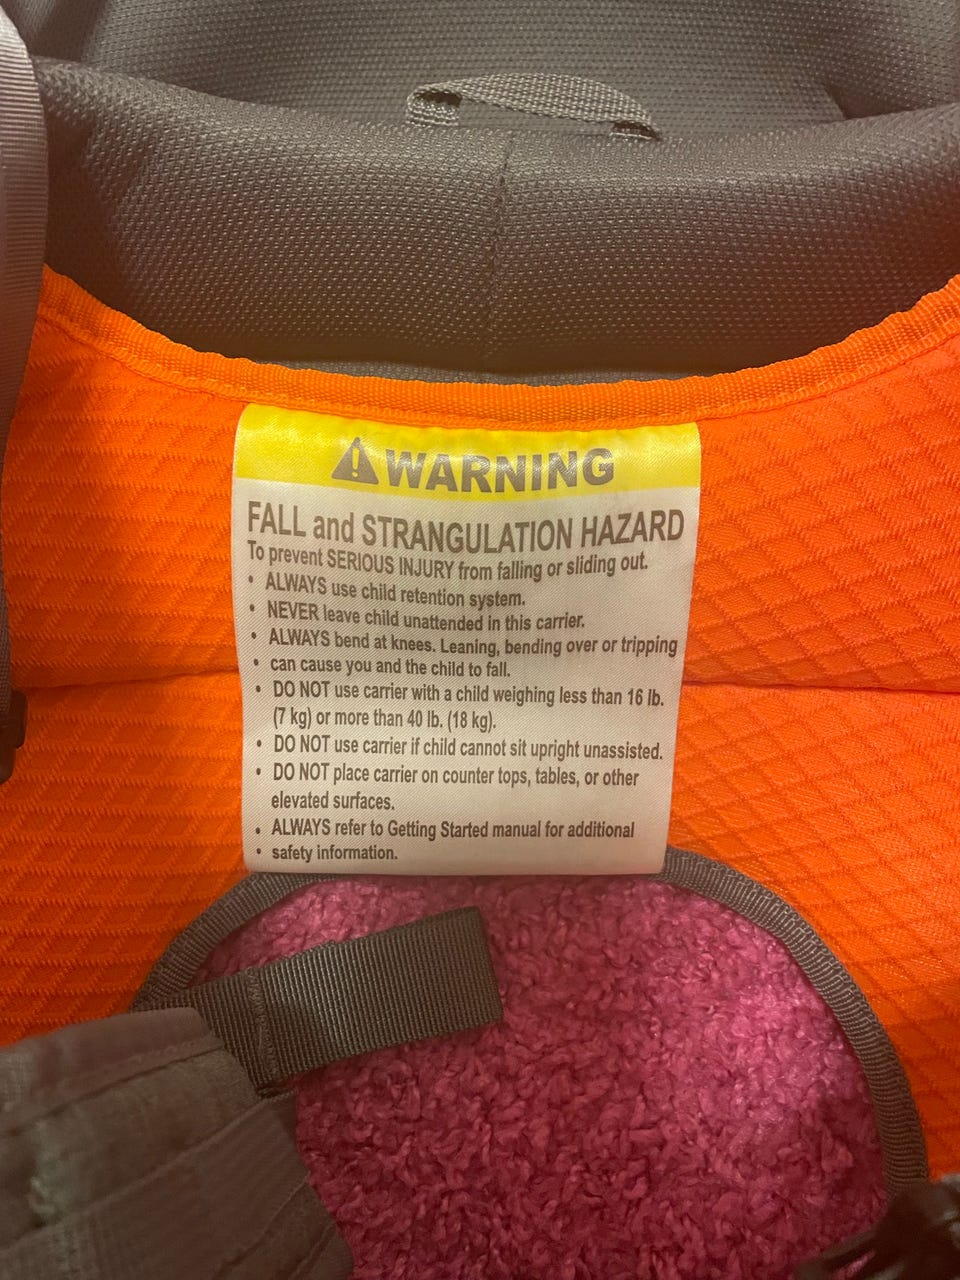 ⚠ WARNING
FALL and STRANGULATION HAZARD
To prevent SERIOUS INJURY from falling or sliding out.
• ALWAYS use child retention system.
• NEVER leave child unattended in this carrier.
• ALWAYS bend at knees. Leaning, bending over or tripping
• can cause you and the child to fall.
• DO NOT use carrier with a child weighing less than 16 lb.
(7 kg) or more than 40 lb. (18 kg).
• DO NOT use carrier if child cannot sit upright unassisted.
• DO NOT place carrier on counter tops, tables, or other
elevated surfaces.
• ALWAYS refer to Getting Started manual for additional
• safety information.